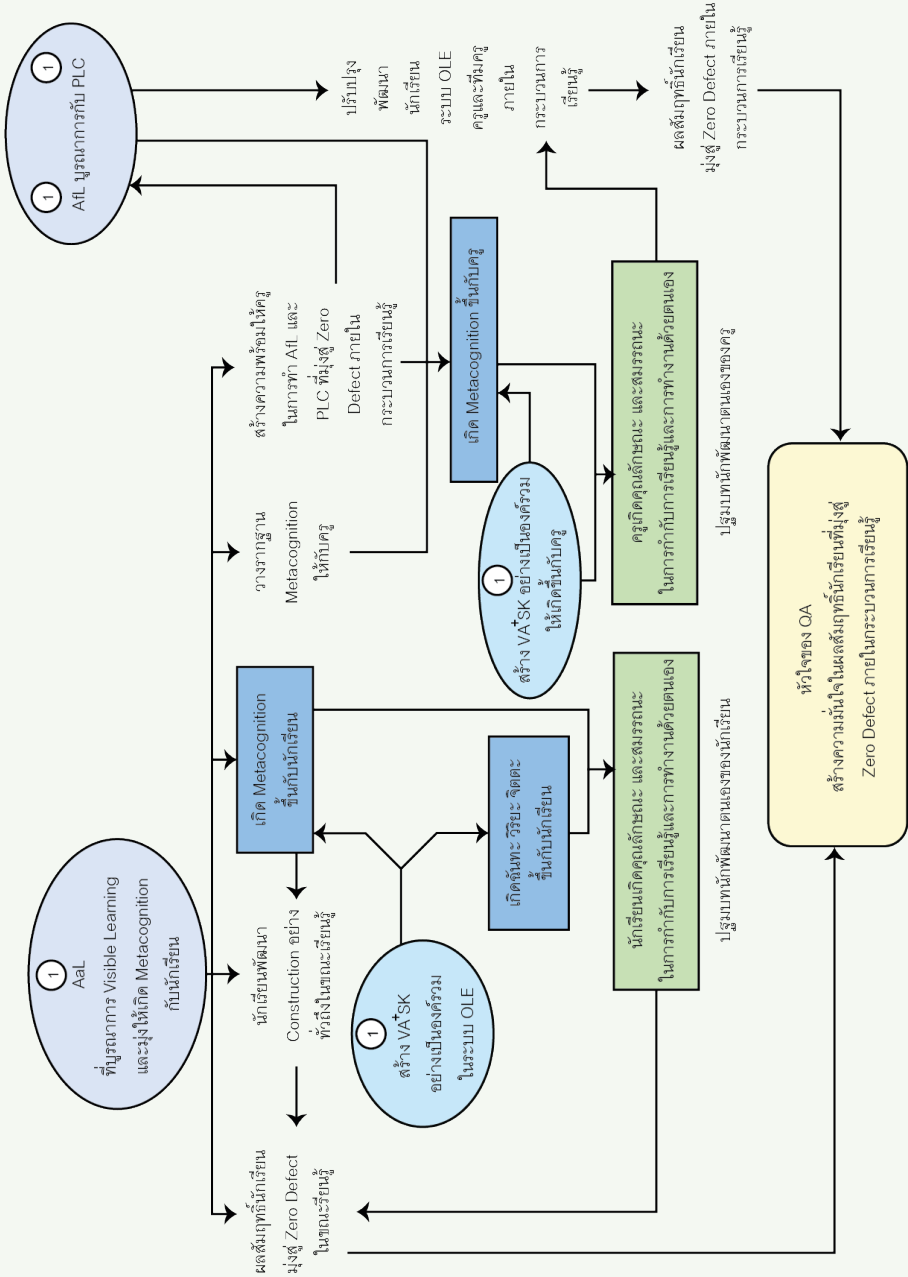 1
AaL
ที่บูรณาการ Visible Learning
และมุ่งให้เกิด Metacognition
กับนักเรียน
1
1
AfL บูรณาการกับ PLC
ผลสัมฤทธิ์นักเรียน
มุ่งสู่ Zero Defect
ในขณะรียนรู้
นักเรียนพัฒนา
Construction อย่าง
ทั่วถึงในขณะเรียนรู้
เกิด Metacognition
ขึ้นกับนักเรียน
วางรากฐาน
Metacognition
ให้กับครู
สร้างความพร้อมให้ครู
ในการทำ AfL และ
PLC ที่มุ่งสู่ Zero
Defect ภายใน
กระบวนการเรียนรู้
ปรับปรุง
พัฒนา
นักเรียน
ระบบ OLE
ครูและทีมครู
ภายใน
กระบวนการ
เรียนรู้
1
สร้าง VA+SK
อย่างเป็นองค์รวม
ในระบบ OLE
เกิดฉันทะ วิริยะ จิตตะ
ขึ้นกับนักเรียน
เกิด Metacognition ขึ้นกับครู
1
สร้าง VA+SK อย่างเป็นองค์รวม
ให้เกิดขึ้นกับครู
นักเรียนเกิดคุณลักษณะ และสมรรถนะ
ในการกำกับการเรียนรู้และการทำงานด้วยตนเอง
ปฐมบทนักพัฒนาตนเองของนักเรียน
ครูเกิดคุณลักษณะ และสมรรถนะ
ในการกำกับการเรียนรู้และการทำงานด้วยตนเอง
ปฐมบทนักพัฒนาตนเองของครู
ผลสัมฤทธิ์นักเรียน
มุ่งสู่ Zero Defect ภายใน
กระบวนการเรียนรู้
หัวใจของ QA
สร้างความมั่นใจในผลสัมฤทธิ์นักเรียนที่มุ่งสู่
Zero Defect ภายในกระบวนการเรียนรู้